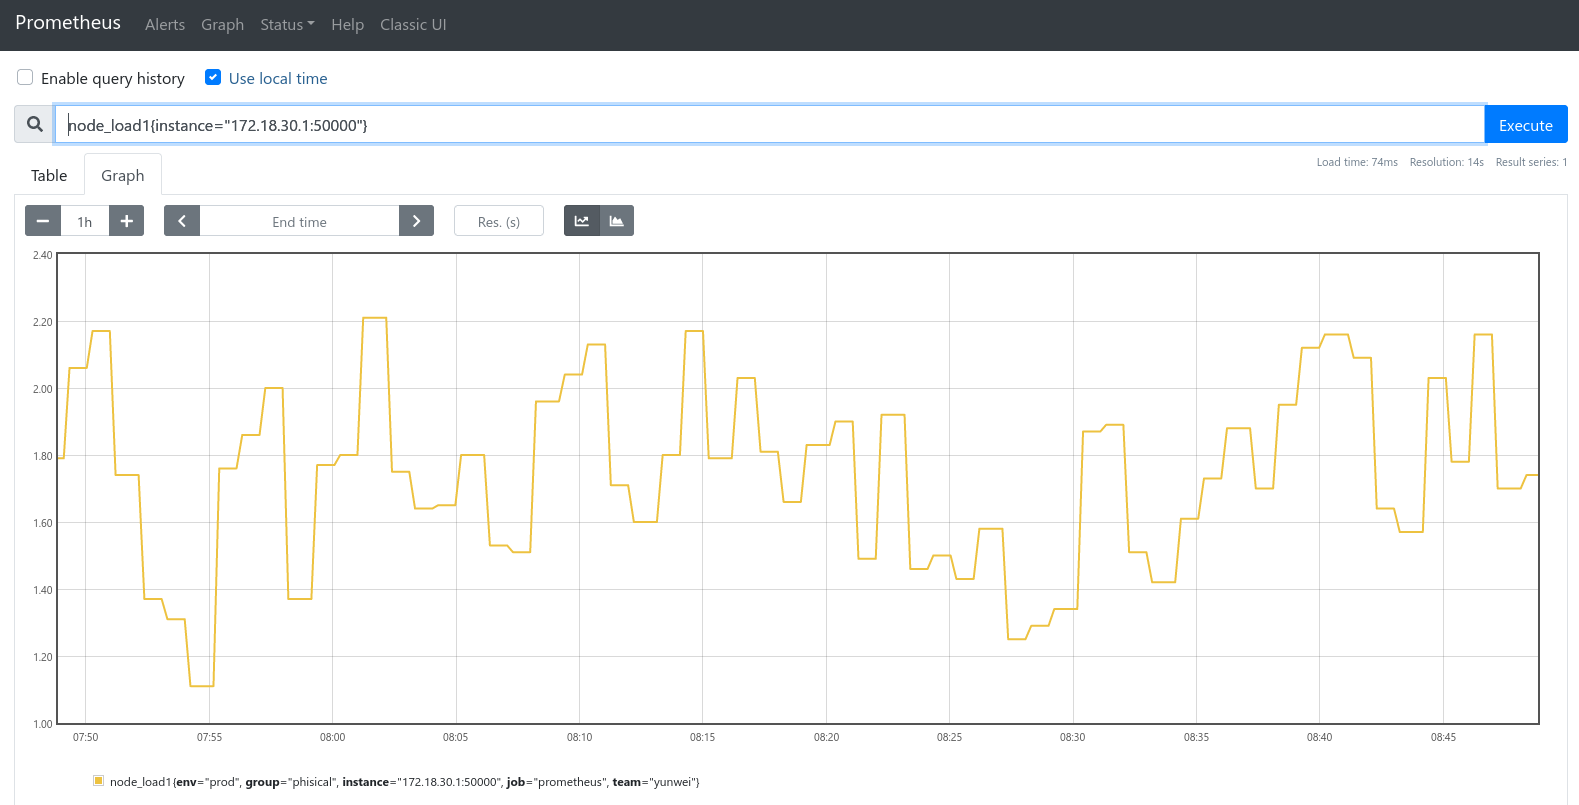 Prometheus Alerts Graph Status Help Classic UI
Enable query history Use local time
node_load1{instance="172.18.30.1:50000"} Execute
Load time: 74ms Resolution: 14s Result series: 1
Table Graph
1h End time Res. (s)
2.40
2.20
2.00
1.80
1.60
1.40
1.20
1.00
07:50 07:55 08:00 08:05 08:10 08:15 08:20 08:25 08:30 08:35 08:40 08:45
node_load1{env="prod", group="phisical", instance="172.18.30.1:50000", job="prometheus", team="yunwei"}